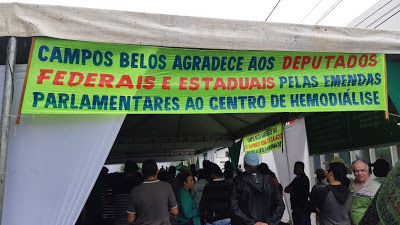 CAMPOS BELOS AGRADECE AOS DEPUTADOS
FEDERAIS E ESTADUAIS PELAS EMENDAS
PARLAMENTARES AO CENTRO DE HEMODIÁLISE